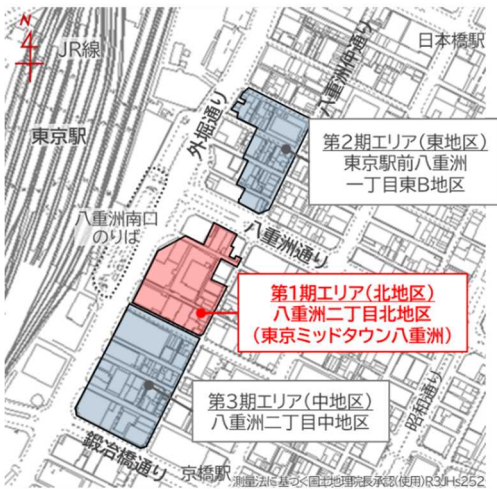 N
JR線
日本橋駅
八重洲仲通り
外堀通り
東京駅
第2期エリア(東地区)
東京駅前八重洲
一丁目東B地区
八重洲南口
のりば
八重洲通り
第1期エリア(北地区)
八重洲二丁目北地区
(東京ミッドタウン八重洲)
第3期エリア(中地区)
八重洲二丁目中地区
昭和通り
鍛冶橋通り
京橋駅
測量法に基づく国土地理院長承認(使用)R3JHs252